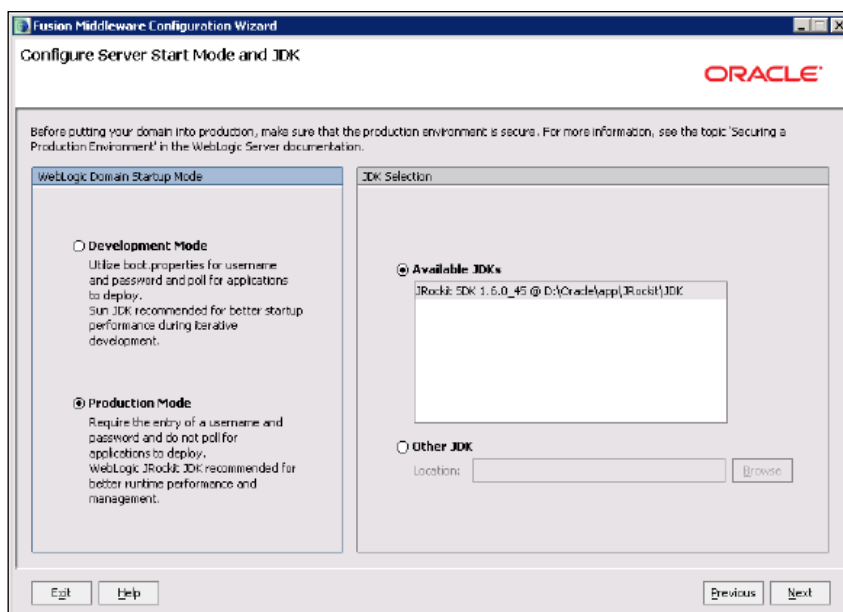 Fusion Middleware Configuration Wizard
Configure Server Start Mode and JDK
ORACLE
Before putting your domain into production, make sure that the production environment is secure. For more information, see the topic 'Securing a
Production Environment' in the WebLogic Server documentation.
WebLogic Domain Startup Mode
Development Mode
Utilize boot.properties for username
and password and poll for applications
to deploy.
Sun JDK recommended for better startup
performance during iterative
development.
Production Mode
Require the entry of a username and
password and do not poll for
applications to deploy.
WebLogic JRockit JDK recommended for
better runtime performance and
management.
JDK Selection
Available JDKs
JRockit SDK 1.6.0_45 @ D:\Oracle\app\JRockit\JDK
Other JDK
Location:
Browse
Exit
Help
Previous
Next